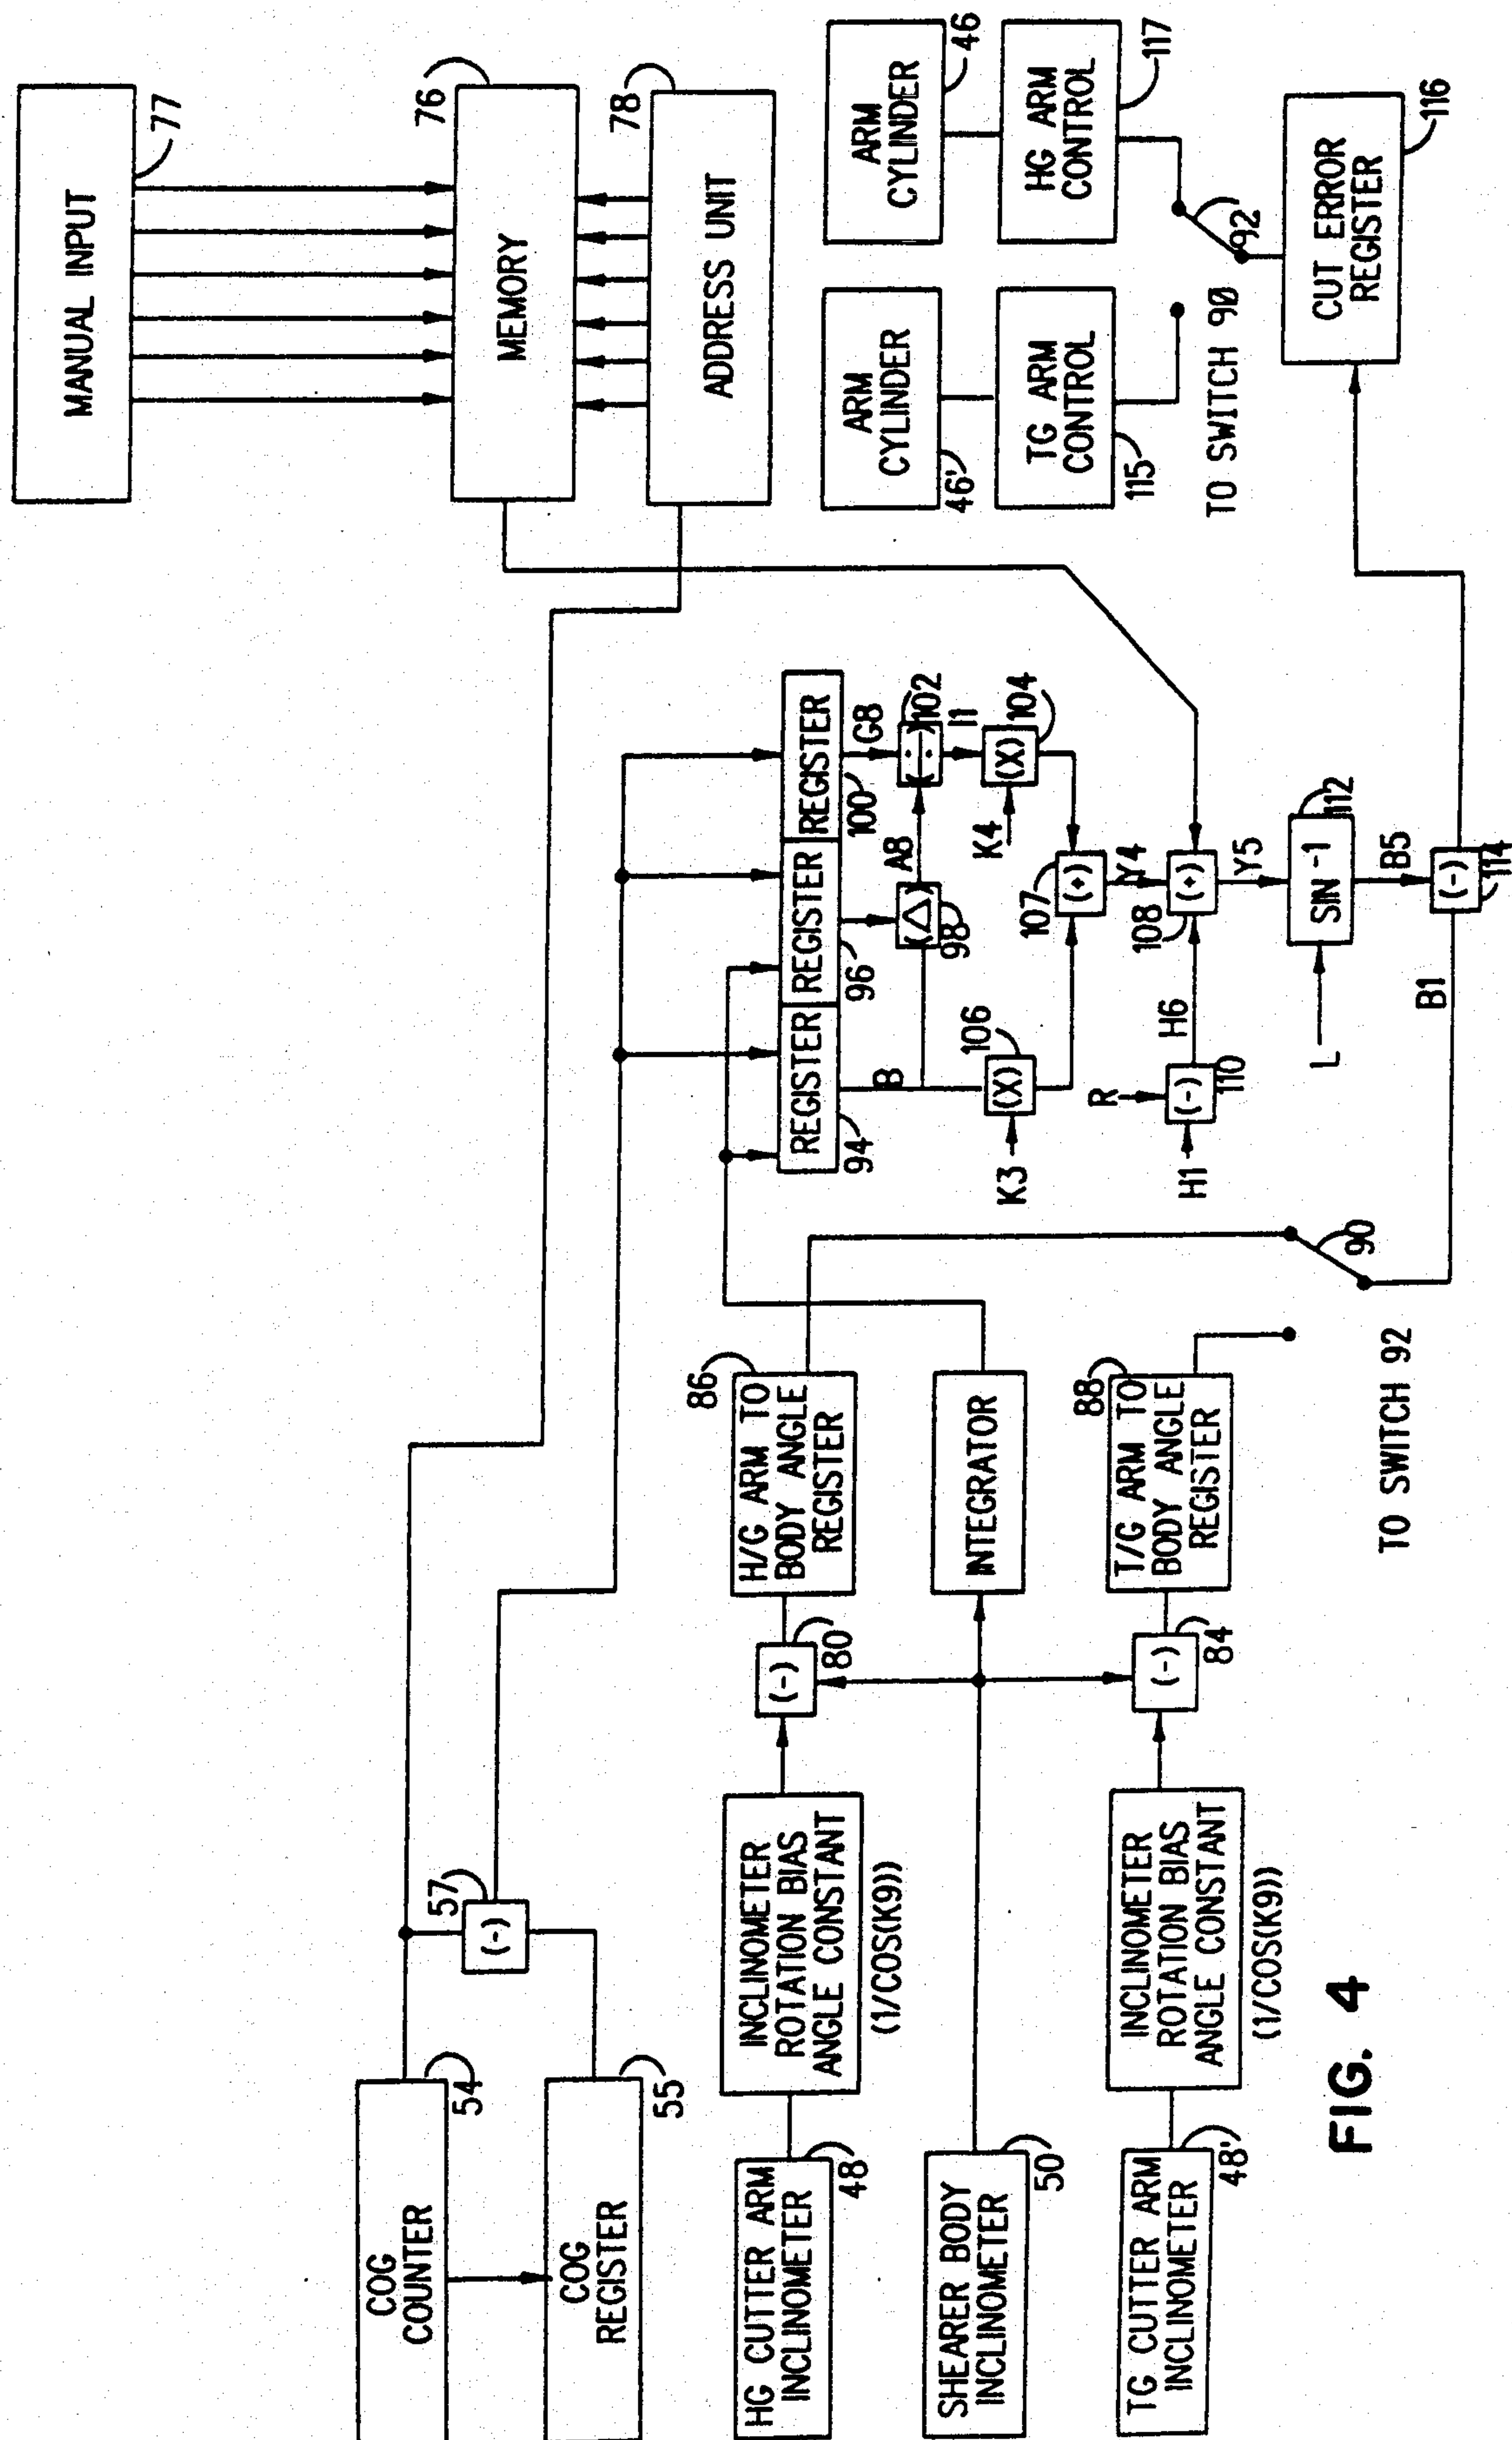 COG
COUNTER
54
COG
REGISTER
55
57
(-)
HG CUTTER ARM
INCLINOMETER
48
INCLINOMETER
ROTATION BIAS
ANGLE CONSTANT
(1/COS(K9))
(-)
80
H/G ARM TO
BODY ANGLE
REGISTER
86
SHEARER BODY
INCLINOMETER
50
INTEGRATOR
TG CUTTER ARM
INCLINOMETER
48'
INCLINOMETER
ROTATION BIAS
ANGLE CONSTANT
(1/COS(K9))
(-)
84
T/G ARM TO
BODY ANGLE
REGISTER
88
TO SWITCH 92
90
REGISTER
94
REGISTER
96
REGISTER
100
B
(Δ)
98
A8
G8
(÷)
102
I1
K3
(X)
106
K4
(X)
104
(+)
107
Y4
H1
R
(-)
110
H6
(+)
108
Y5
L
SIN -1
112
B5
B1
(-)
114
MANUAL INPUT
77
MEMORY
76
ADDRESS UNIT
78
ARM
CYLINDER
46'
TG ARM
CONTROL
115
TO SWITCH 90
ARM
CYLINDER
46
HG ARM
CONTROL
117
92
CUT ERROR
REGISTER
116
FIG. 4